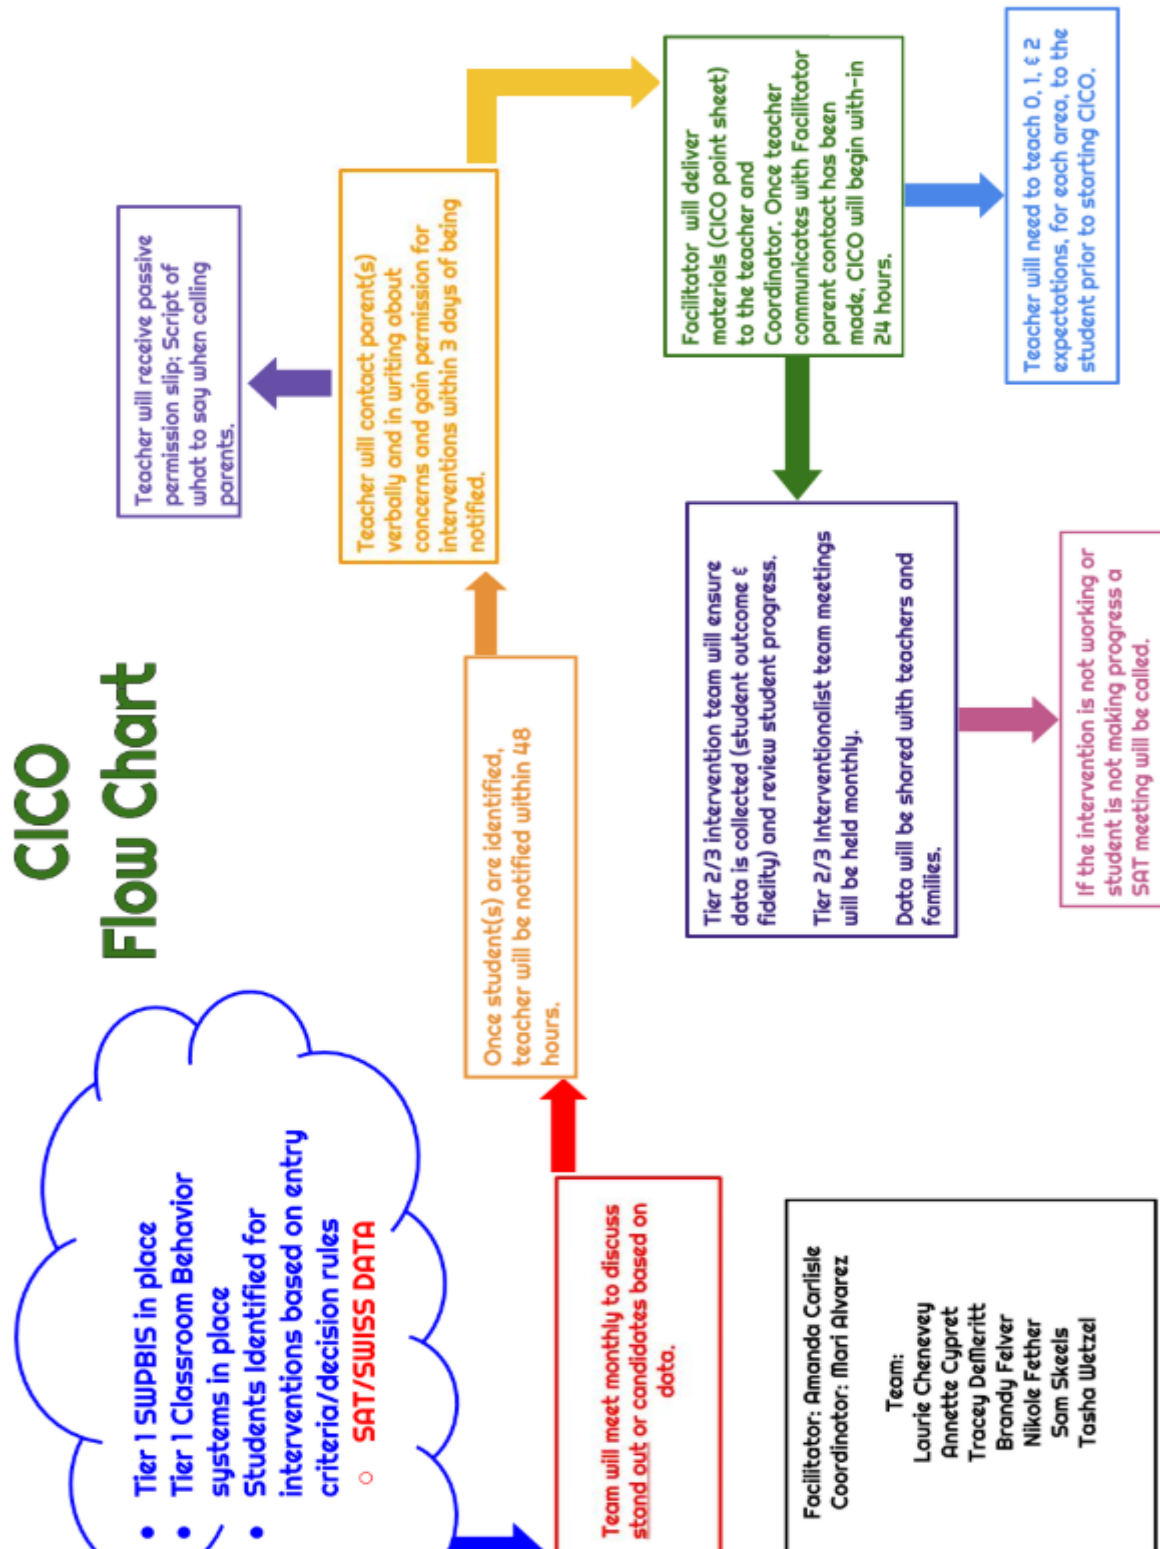 CICO
Flow Chart
Tier 1 SWPBIS in place
Tier 1 Classroom Behavior
systems in place
Students Identified for
interventions based on entry
criteria/decision rules
SAT/SWISS DATA
Team will meet monthly to discuss
stand out or candidates based on
data.
Once student(s) are identified,
teacher will be notified within 48
hours.
Teacher will contact parent(s)
verbally and in writing about
concerns and gain permission for
interventions within 3 days of being
notified.
Teacher will receive passive
permission slip; Script of
what to say when calling
parents.
Facilitator will deliver
materials (CICO point sheet)
to the teacher and
Coordinator. Once teacher
communicates with Facilitator
parent contact has been
made, CICO will begin with-in
24 hours.
Teacher will need to teach 0, 1, & 2
expectations, for each area, to the
student prior to starting CICO.
Tier 2/3 intervention team will ensure
data is collected (student outcome &
fidelity) and review student progress.
Tier 2/3 Interventionalist team meetings
will be held monthly.
Data will be shared with teachers and
families.
If the intervention is not working or
student is not making progress a
SAT meeting will be called.
Facilitator: Amanda Carlisle
Coordinator: Mari Alvarez
Team:
Laurie Chenevey
Annette Cypret
Tracey DeMeritt
Brandy Felver
Nikole Fether
Sam Skeels
Tasha Wetzel